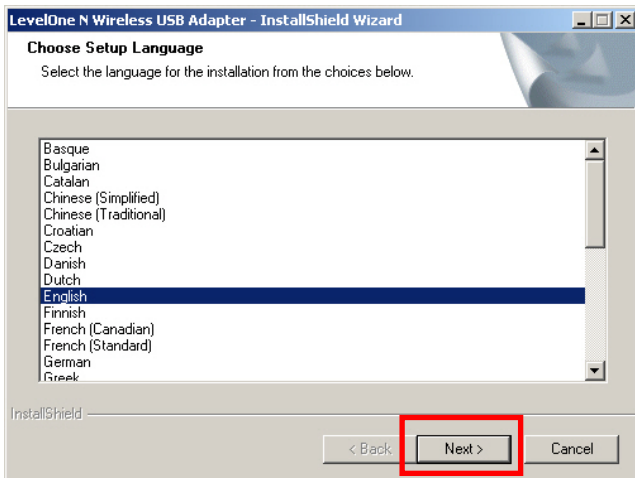 LevelOne N Wireless USB Adapter - InstallShield Wizard
Choose Setup Language
Select the language for the installation from the choices below.
Basque
Bulgarian
Catalan
Chinese (Simplified)
Chinese (Traditional)
Croatian
Czech
Danish
Dutch
English
Finnish
French (Canadian)
French (Standard)
German
Greek
InstallShield
< Back
Next >
Cancel